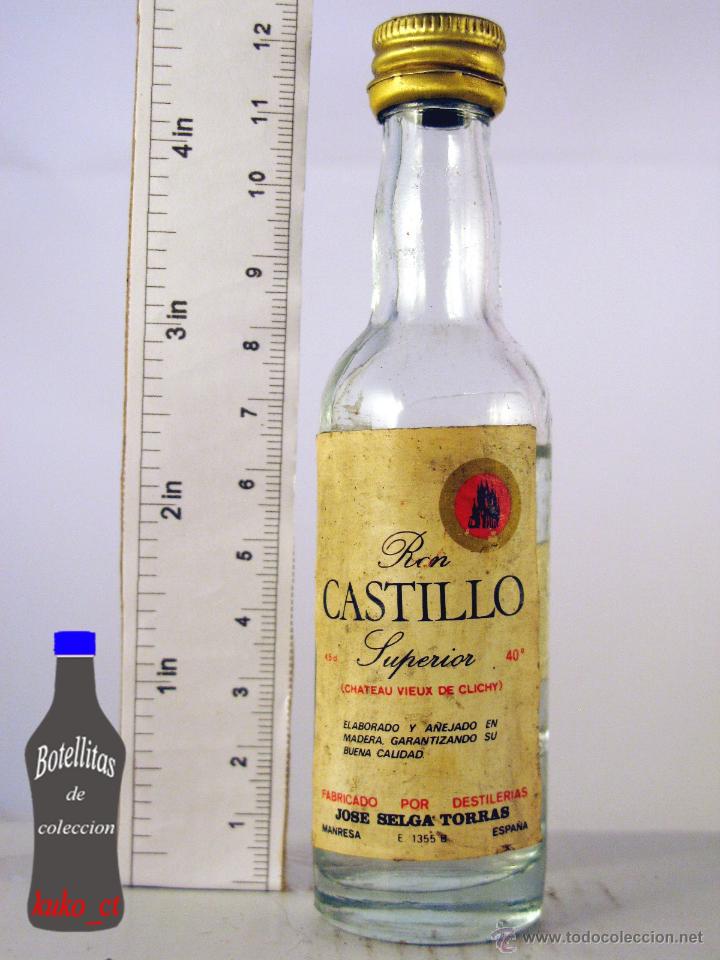 12
11
10
9
8
7
6
5
4
3
2
1
4 in
3 in
2 in
1 in
Ron
CASTILLO
Superior
40°
(CHATEAU VIEUX DE CLICHY)
ELABORADO Y AÑEJADO EN
MADERA, GARANTIZANDO SU
BUENA CALIDAD.
FABRICADO POR DESTILERIAS
JOSE SELGA TORRAS
MANRESA E 1355 B ESPAÑA
Botellitas
de
coleccion
kuko_ct
© www.todocoleccion.net